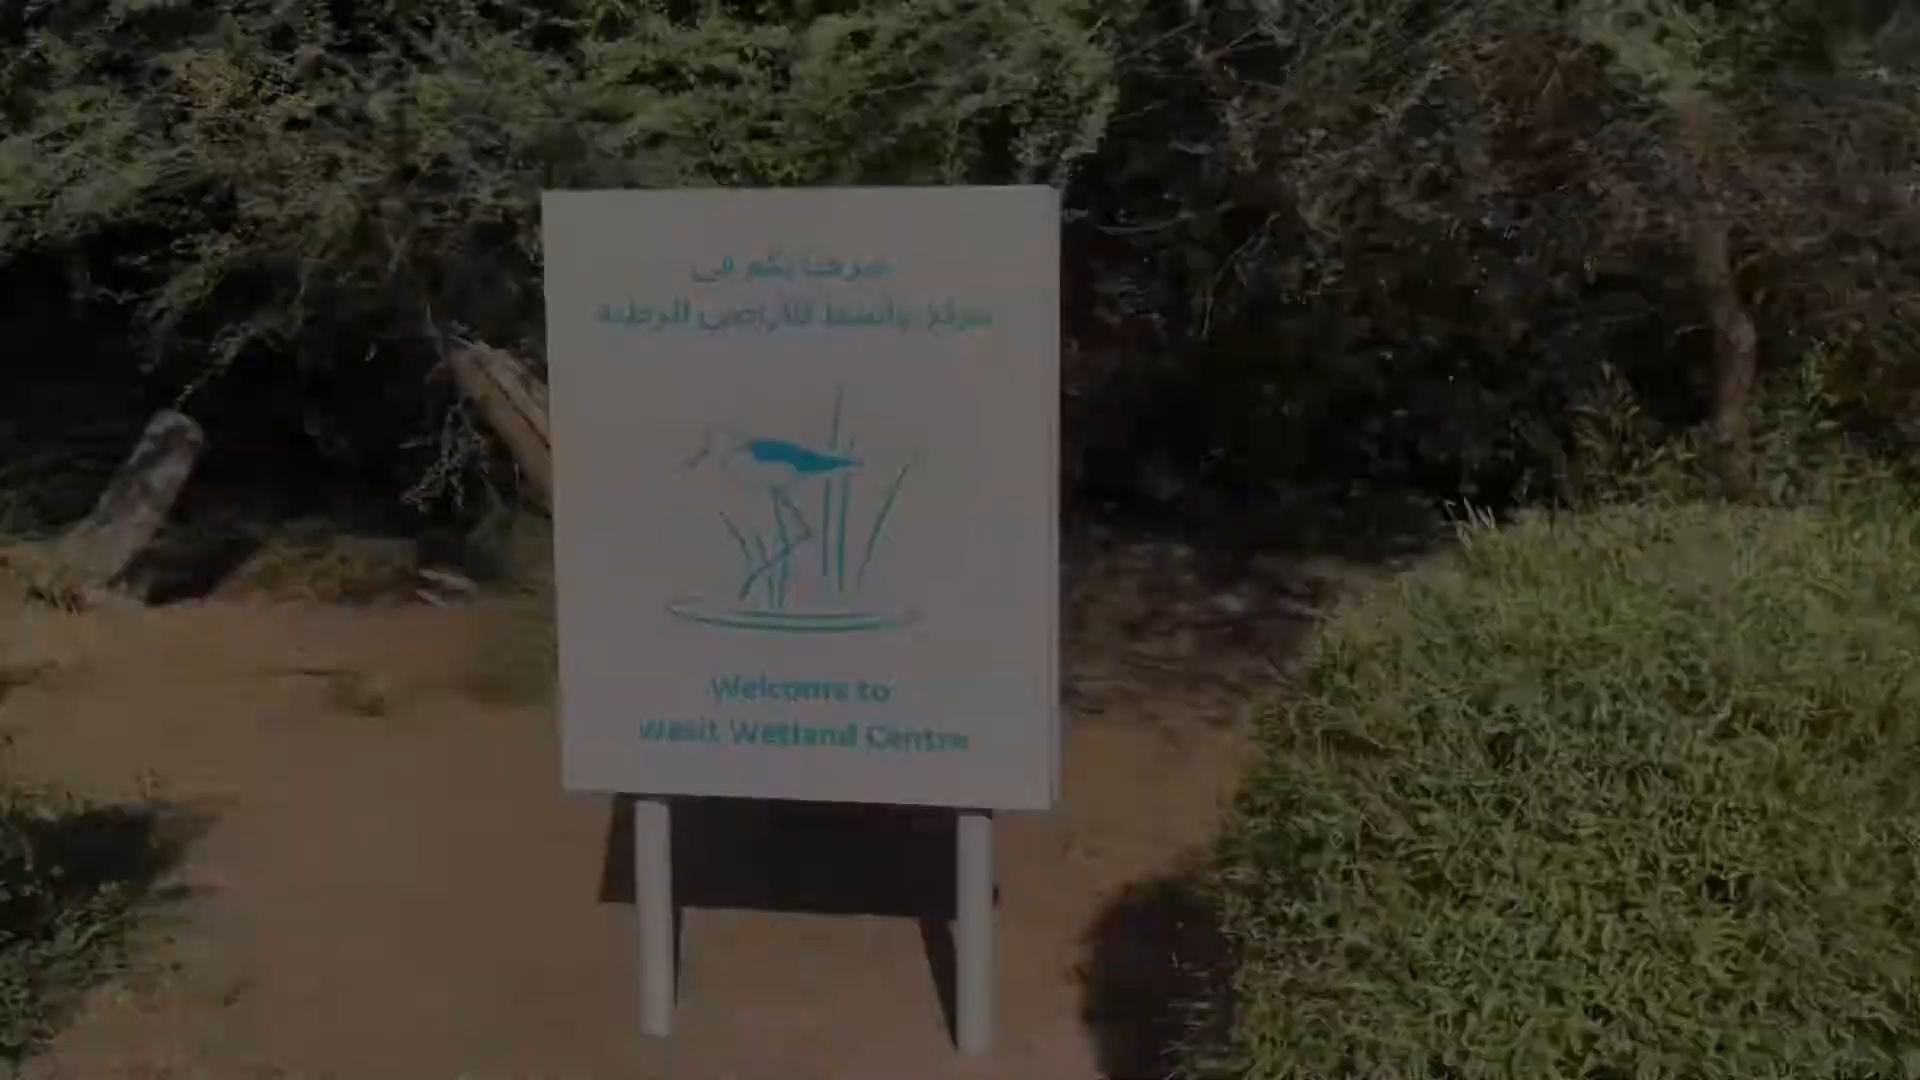 مرحبا بكم في
مركز واسط للأراضي الرطبة
Welcome to
Wasit Wetland Centre